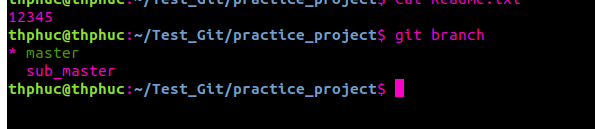 thphuc@thphuc:~/Test_Git/practice_project$ cat Readme.txt
12345
thphuc@thphuc:~/Test_Git/practice_project$ git branch
* master
  sub_master
thphuc@thphuc:~/Test_Git/practice_project$